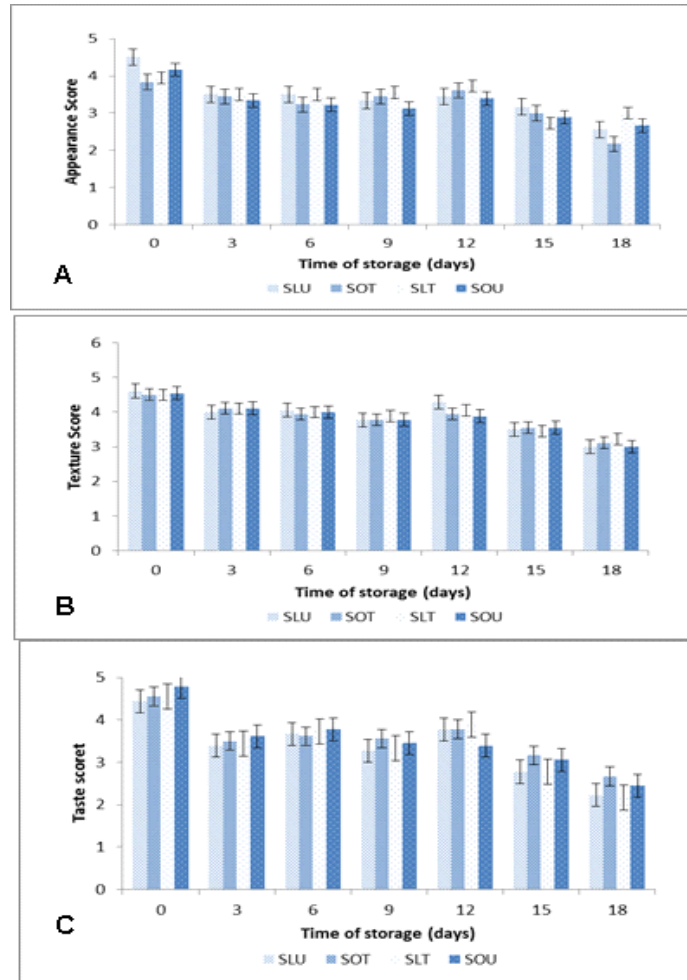 5
4
3
2
1
0
Appearance Score
0 3 6 9 12 15 18
Time of storage (days)
A
SLU SOT SLT SOU
6
5
4
3
2
1
0
Texture Score
0 3 6 9 12 15 18
Time of storage (days)
B
SLU SOT SLT SOU
5
4
3
2
1
0
Taste scoret
0 3 6 9 12 15 18
Time of storage (days)
C
SLU SOT SLT SOU